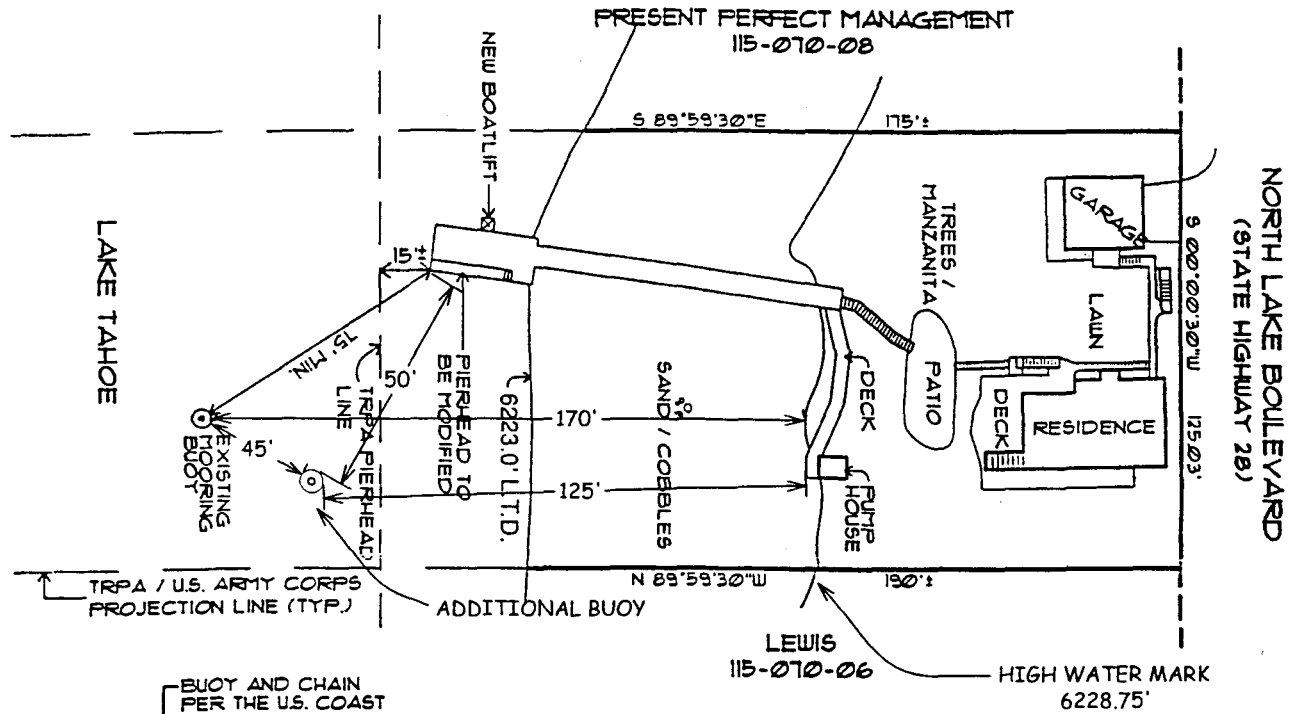 PRESENT PERFECT MANAGEMENT
115-070-08
NEW BOATLIFT
S 89°59'30"E
175'±
NORTH LAKE BOULEVARD
(STATE HIGHWAY 28)
GARAGE
S 00°00'30"W
125.03'
TREES /
MANZANITA
LAWN
LAKE TAHOE
15'±
75' MIN.
50'
PIERHEAD TO
BE MODIFIED
TRPA PIERHEAD
LINE
6223.0' L.T.D.
170'
SAND / COBBLES
DECK
PATIO
DECK
RESIDENCE
EXISTING
MOORING
BUOY
45'
125'
PUMP
HOUSE
N 89°59'30"W
190'±
TRPA / U.S. ARMY CORPS
PROJECTION LINE (TYP.)
ADDITIONAL BUOY
LEWIS
115-070-06
HIGH WATER MARK
6228.75'
BUOY AND CHAIN
PER THE U.S. COAST